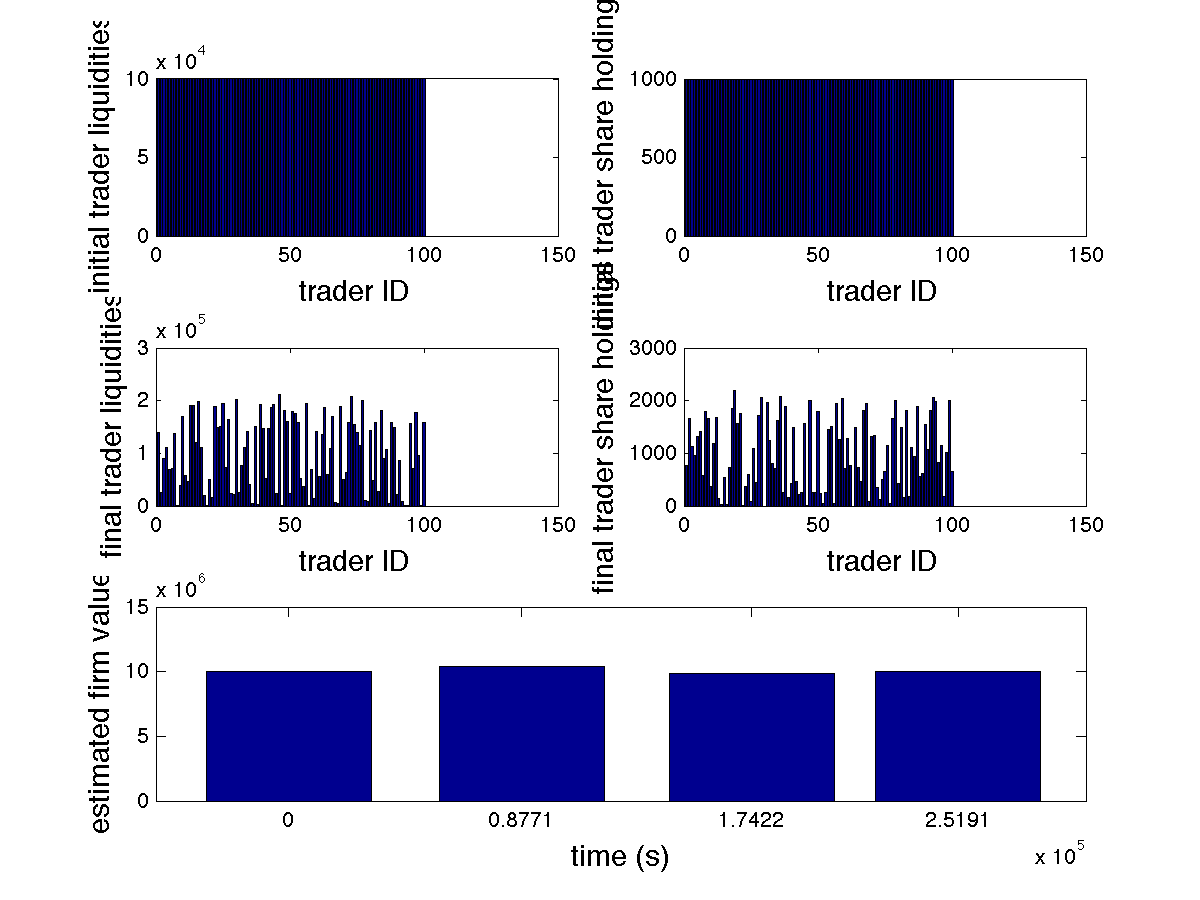 x 10^4
10
5
0
initial trader liquidities
0 50 100 150
trader ID
1000
500
0
trader share holding
0 50 100 150
trader ID
x 10^5
3
2
1
0
final trader liquidities
0 50 100 150
trader ID
3000
2000
1000
0
final trader share
0 50 100 150
trader ID
x 10^6
15
10
5
0
estimated firm value
0 0.8771 1.7422 2.5191
x 10^5
time (s)